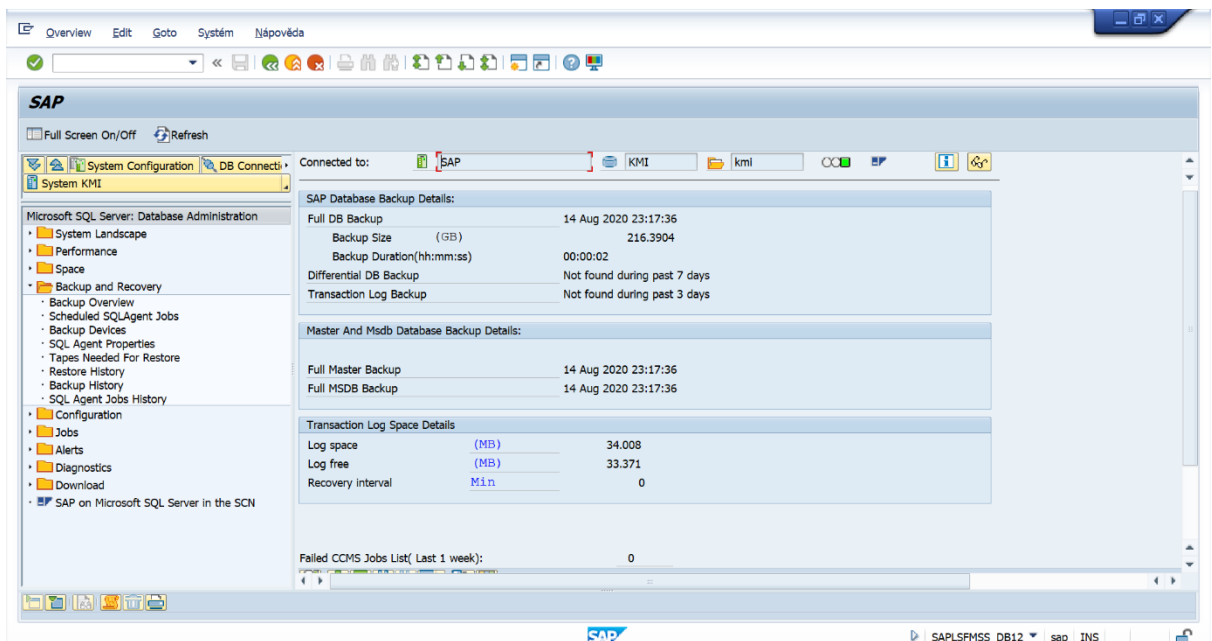 Overview Edit Goto Systém Nápověda
SAP
Full Screen On/Off Refresh
System Configuration DB Connecti
System KMI
Connected to: SAP KMI kmi
Microsoft SQL Server: Database Administration
System Landscape
Performance
Space
Backup and Recovery
Backup Overview
Scheduled SQLAgent Jobs
Backup Devices
SQL Agent Properties
Tapes Needed For Restore
Restore History
Backup History
SQL Agent Jobs History
Configuration
Jobs
Alerts
Diagnostics
Download
SAP on Microsoft SQL Server in the SCN
SAP Database Backup Details:
Full DB Backup 14 Aug 2020 23:17:36
Backup Size (GB) 216.3904
Backup Duration(hh:mm:ss) 00:00:02
Differential DB Backup Not found during past 7 days
Transaction Log Backup Not found during past 3 days
Master And Msdb Database Backup Details:
Full Master Backup 14 Aug 2020 23:17:36
Full MSDB Backup 14 Aug 2020 23:17:36
Transaction Log Space Details
Log space (MB) 34.008
Log free (MB) 33.371
Recovery interval Min 0
Failed CCMS Jobs List( Last 1 week): 0
SAP
SAPLSFMSS_DB12 sap INS